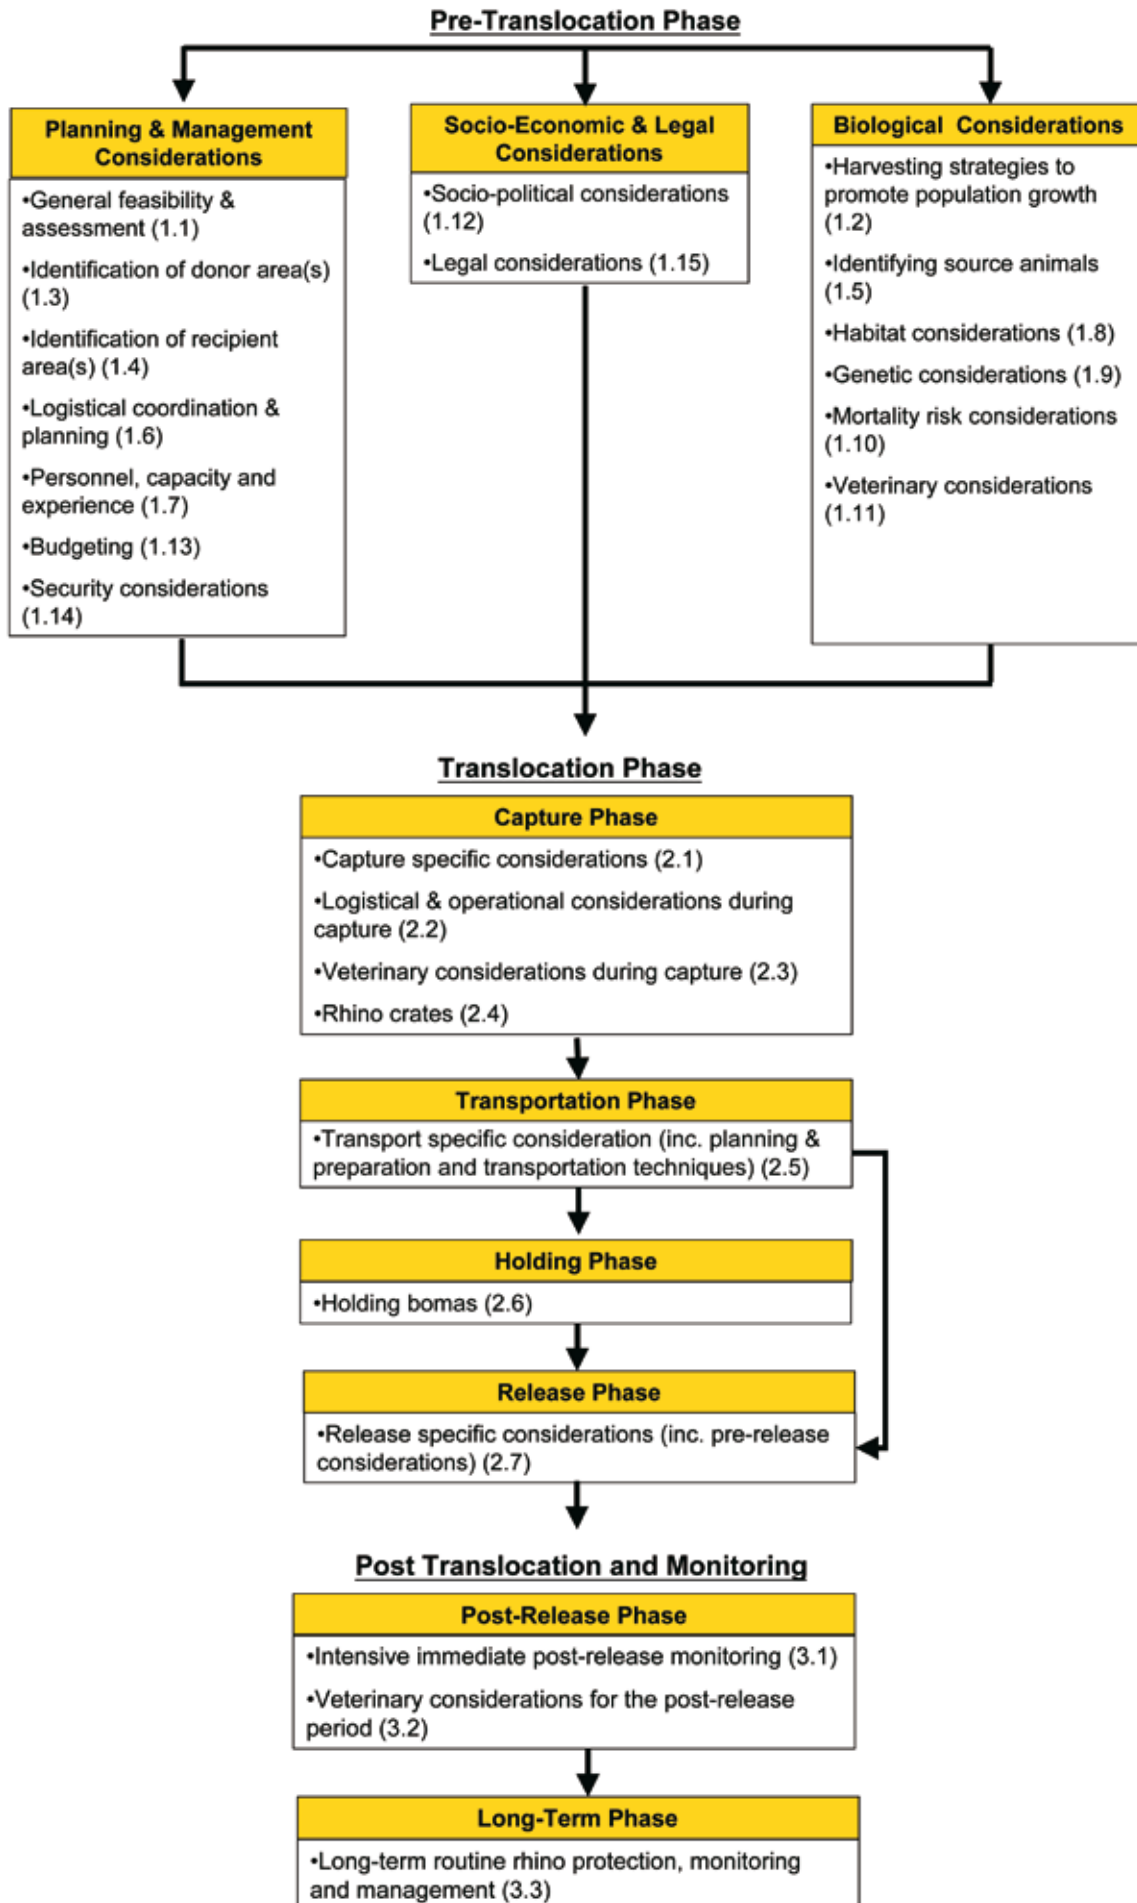 Pre-Translocation Phase
Planning & Management
Considerations
•General feasibility &
assessment (1.1)
•Identification of donor area(s)
(1.3)
•Identification of recipient
area(s) (1.4)
•Logistical coordination &
planning (1.6)
•Personnel, capacity and
experience (1.7)
•Budgeting (1.13)
•Security considerations
(1.14)
Socio-Economic & Legal
Considerations
•Socio-political considerations
(1.12)
•Legal considerations (1.15)
Biological Considerations
•Harvesting strategies to
promote population growth
(1.2)
•Identifying source animals
(1.5)
•Habitat considerations (1.8)
•Genetic considerations (1.9)
•Mortality risk considerations
(1.10)
•Veterinary considerations
(1.11)
Translocation Phase
Capture Phase
•Capture specific considerations (2.1)
•Logistical & operational considerations during
capture (2.2)
•Veterinary considerations during capture (2.3)
•Rhino crates (2.4)
Transportation Phase
•Transport specific consideration (inc. planning &
preparation and transportation techniques) (2.5)
Holding Phase
•Holding bomas (2.6)
Release Phase
•Release specific considerations (inc. pre-release
considerations) (2.7)
Post Translocation and Monitoring
Post-Release Phase
•Intensive immediate post-release monitoring (3.1)
•Veterinary considerations for the post-release
period (3.2)
Long-Term Phase
•Long-term routine rhino protection, monitoring
and management (3.3)